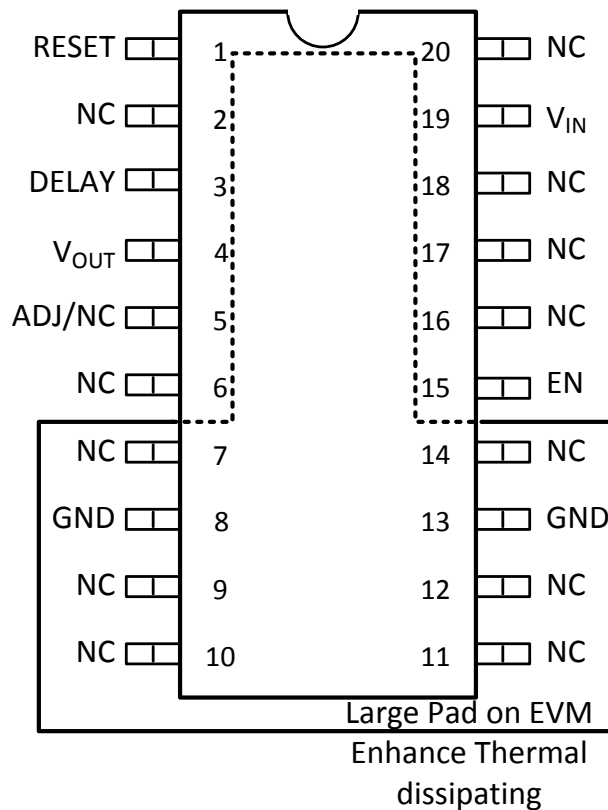 RESET 1 20 NC
NC 2 19 VIN
DELAY 3 18 NC
VOUT 4 17 NC
ADJ/NC 5 16 NC
NC 6 15 EN
NC 7 14 NC
GND 8 13 GND
NC 9 12 NC
NC 10 11 NC
Large Pad on EVM
Enhance Thermal
dissipating